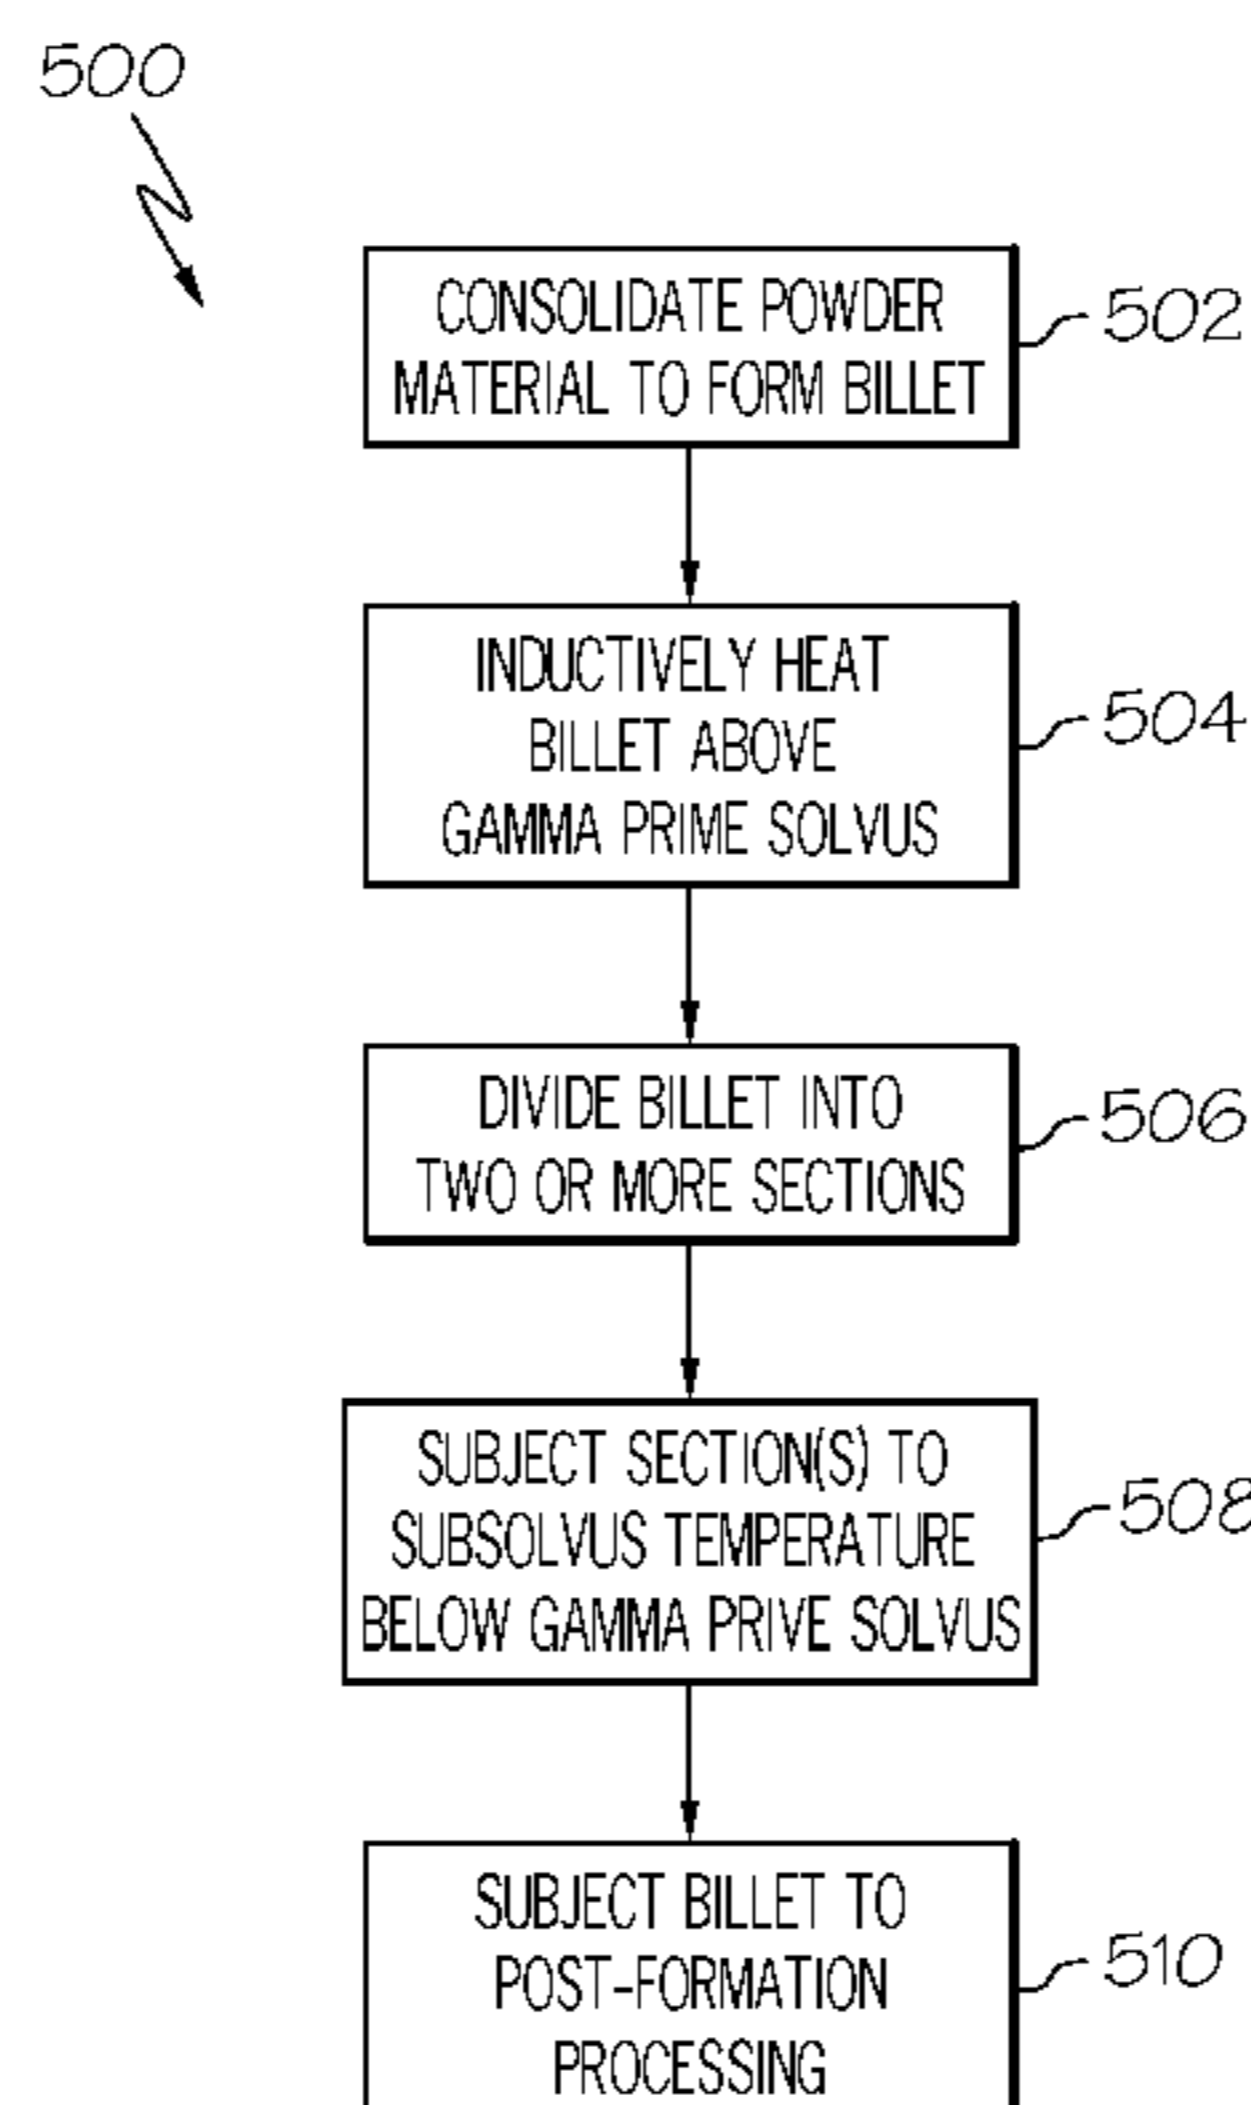 500
CONSOLIDATE POWDER
MATERIAL TO FORM BILLET
502
INDUCTIVELY HEAT
BILLET ABOVE
GAMMA PRIME SOLVUS
504
DIVIDE BILLET INTO
TWO OR MORE SECTIONS
506
SUBJECT SECTION(S) TO
SUBSOLVUS TEMPERATURE
BELOW GAMMA PRIVE SOLVUS
508
SUBJECT BILLET TO
POST-FORMATION
PROCESSING
510